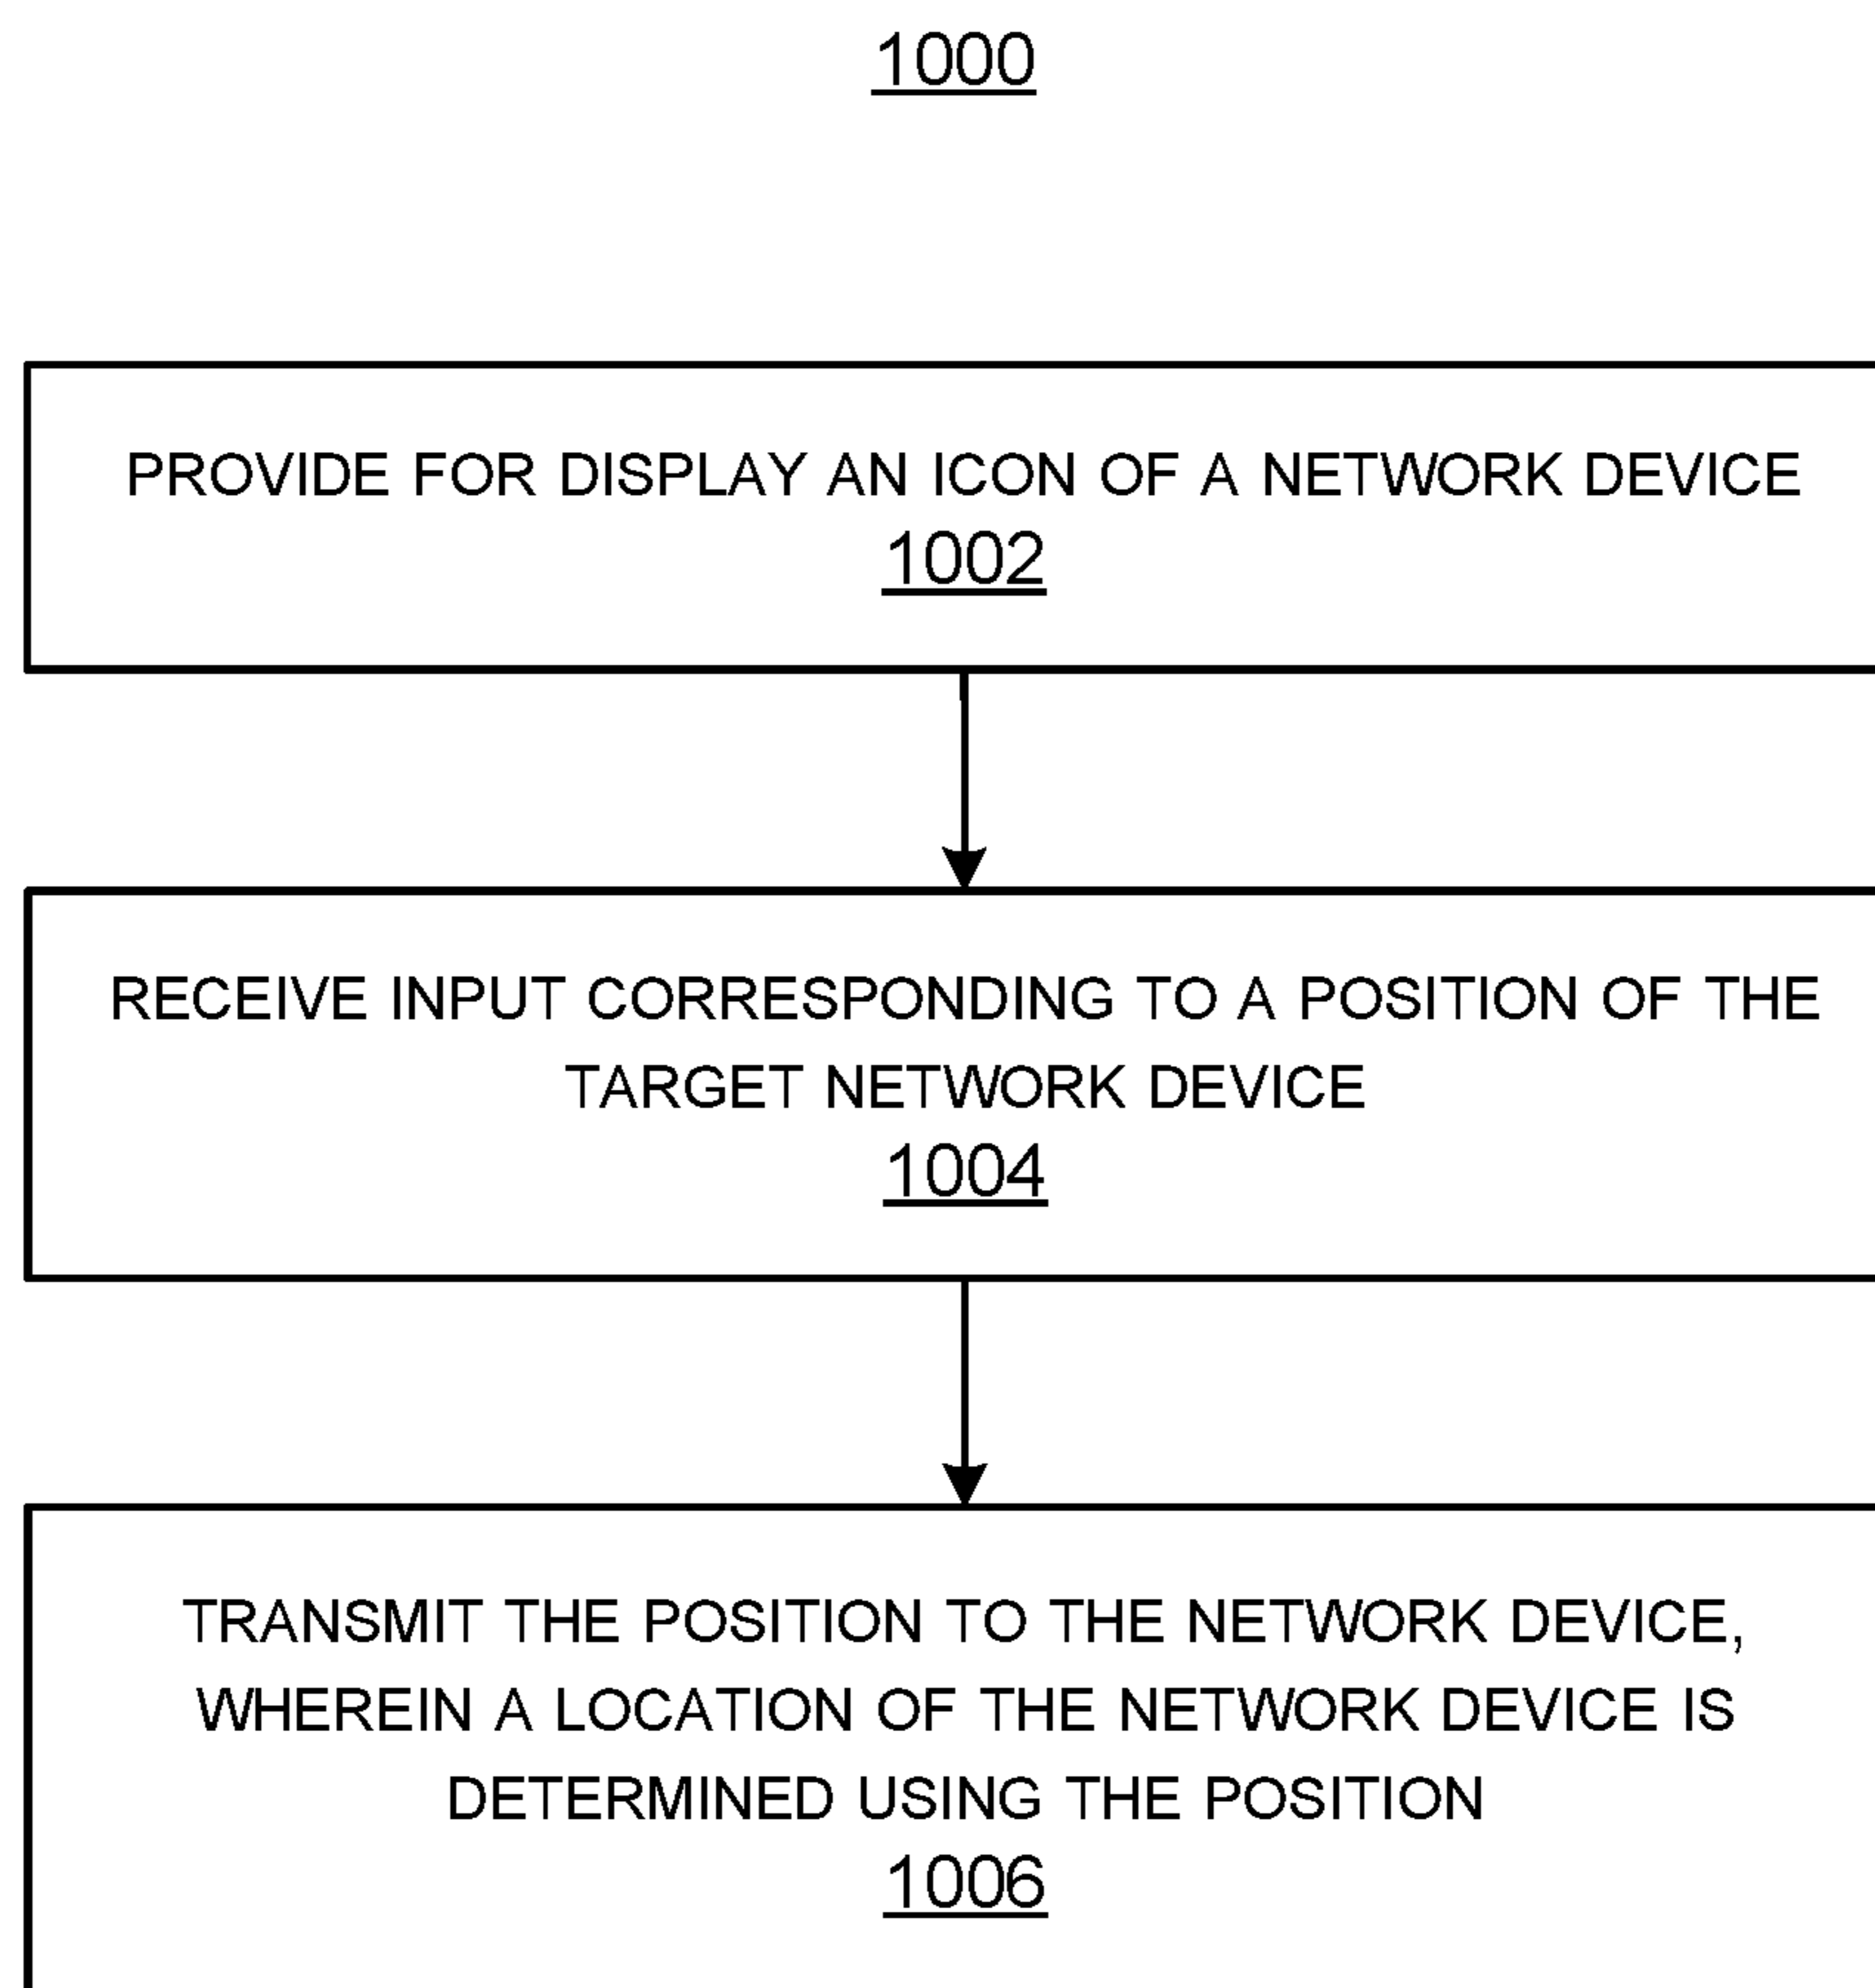 1000
PROVIDE FOR DISPLAY AN ICON OF A NETWORK DEVICE
1002
RECEIVE INPUT CORRESPONDING TO A POSITION OF THE
TARGET NETWORK DEVICE
1004
TRANSMIT THE POSITION TO THE NETWORK DEVICE,
WHEREIN A LOCATION OF THE NETWORK DEVICE IS
DETERMINED USING THE POSITION
1006